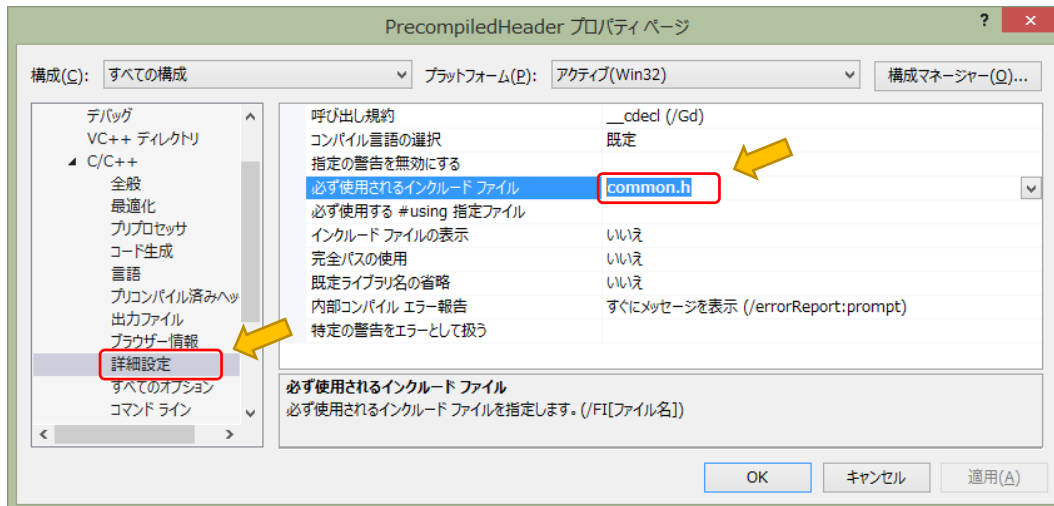 PrecompiledHeader プロパティ ページ
? ×
構成(C): すべての構成 プラットフォーム(P): アクティブ(Win32) 構成マネージャー(O)...
デバッグ
VC++ ディレクトリ
C/C++
全般
最適化
プリプロセッサ
コード生成
言語
プリコンパイル済みヘッ
出力ファイル
ブラウザー情報
詳細設定
すべてのオプション
コマンド ライン
呼び出し規約 __cdecl (/Gd)
コンパイル言語の選択 既定
指定の警告を無効にする
必ず使用されるインクルード ファイル common.h
必ず使用する #using 指定ファイル
インクルード ファイルの表示 いいえ
完全パスの使用 いいえ
既定ライブラリ名の省略 いいえ
内部コンパイル エラー報告 すぐにメッセージを表示 (/errorReport:prompt)
特定の警告をエラーとして扱う
必ず使用されるインクルード ファイル
必ず使用されるインクルード ファイルを指定します。(/FI[ファイル名])
OK キャンセル 適用(A)